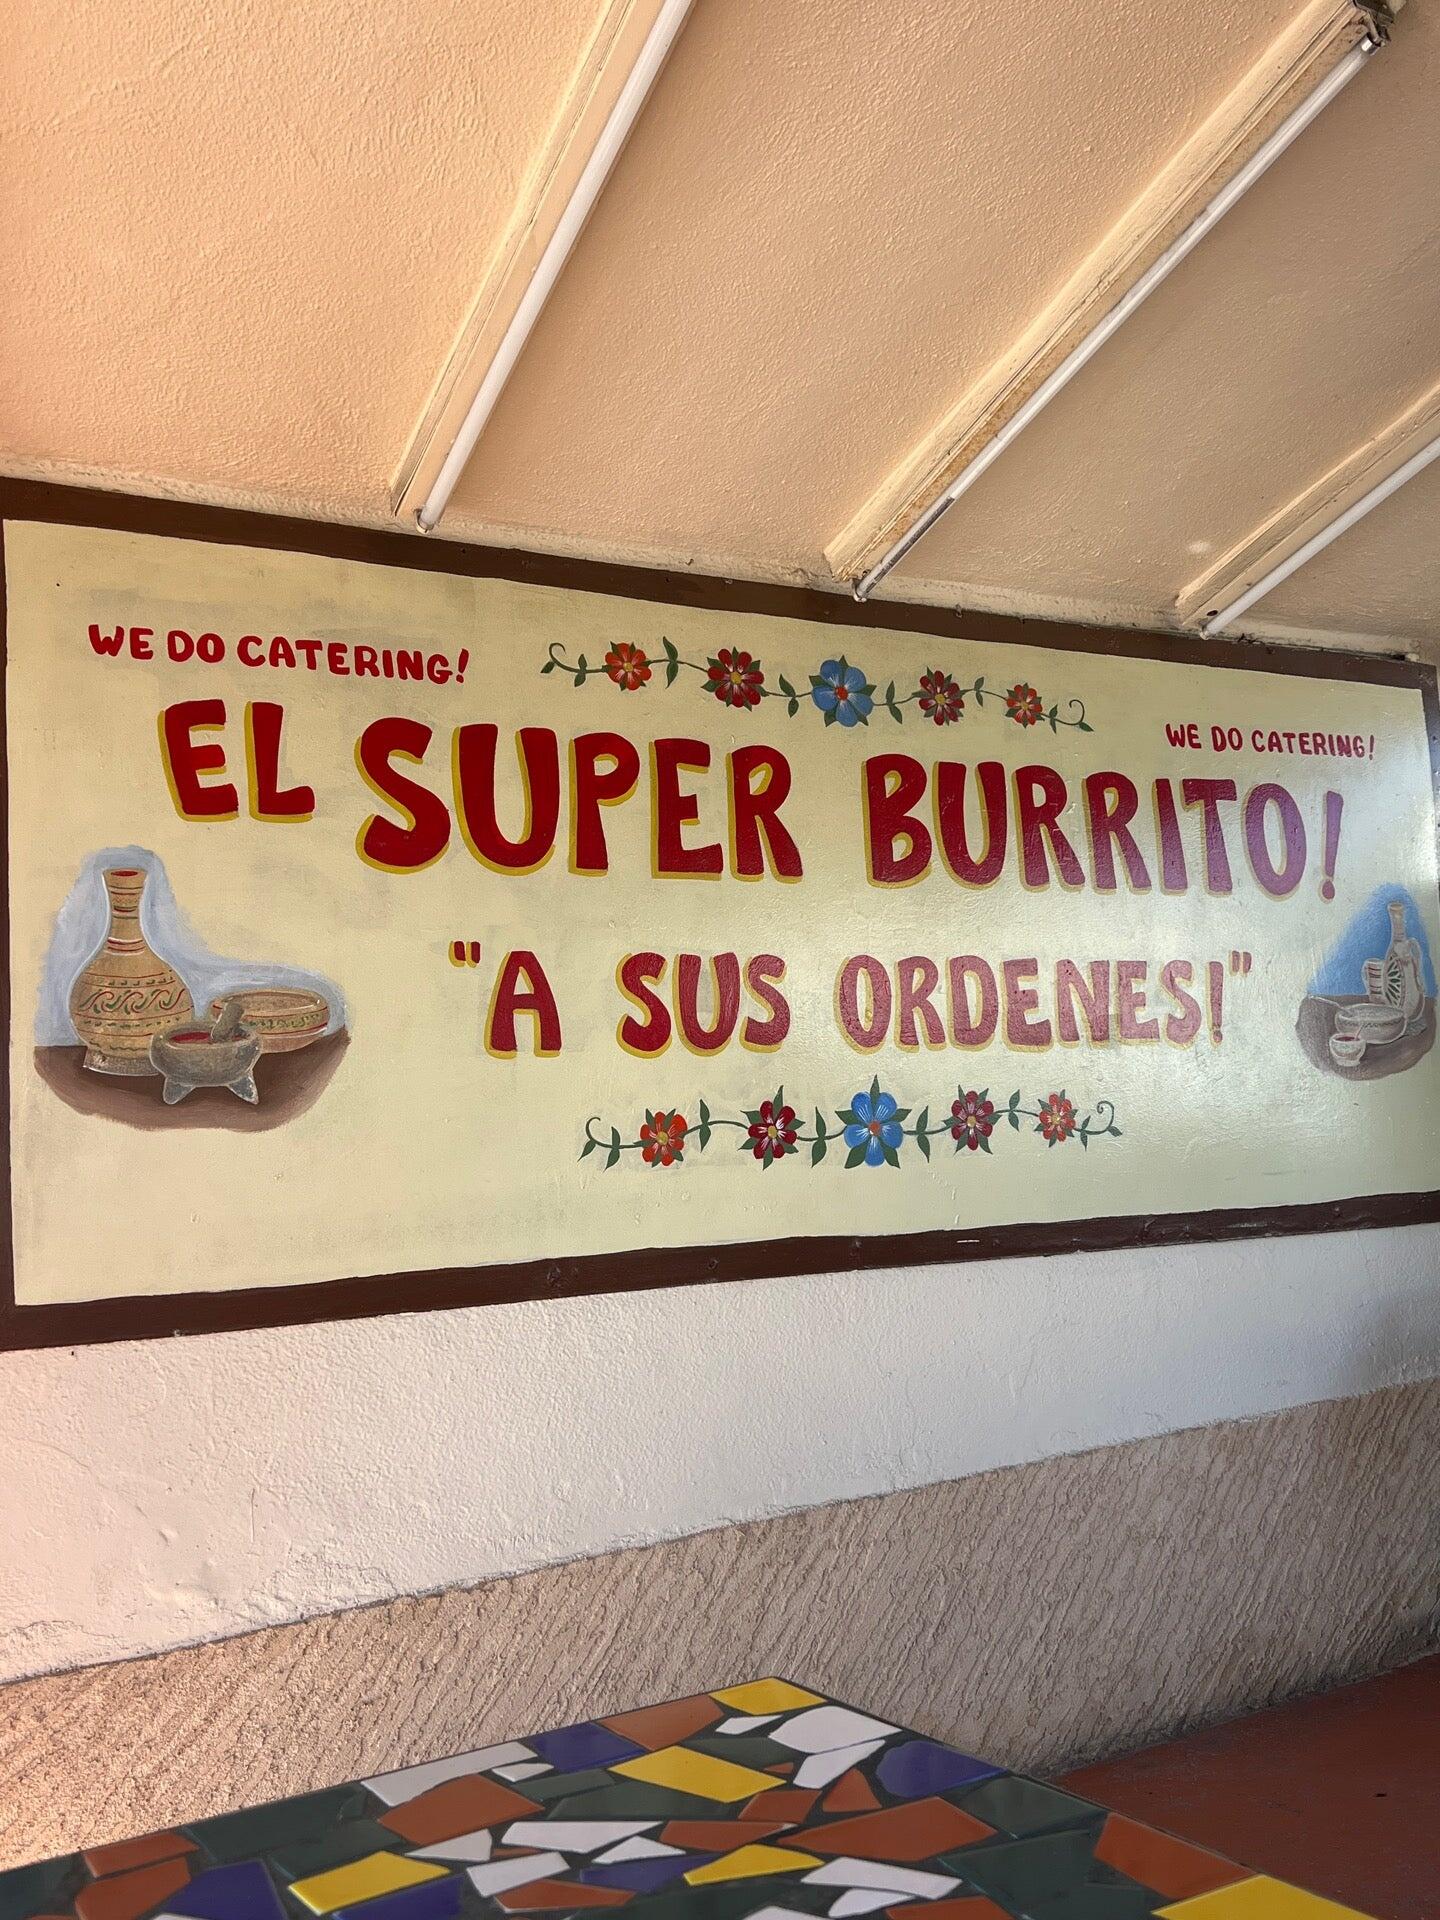 WE DO CATERING!
WE DO CATERING!
EL SUPER BURRITO!
"A SUS ORDENES!"